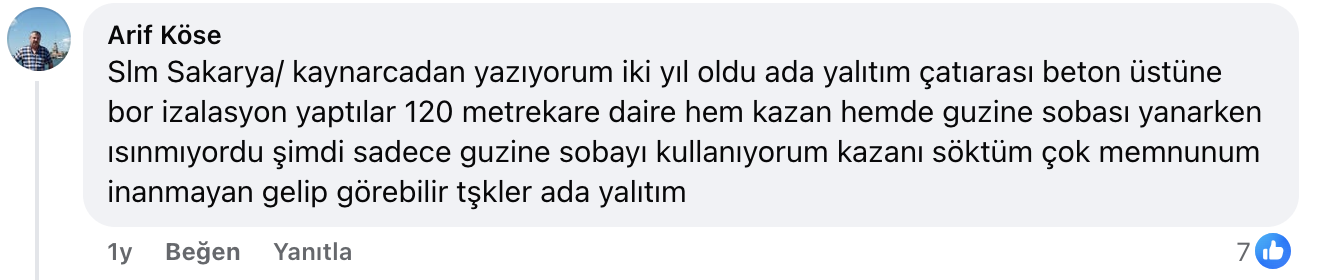 Arif Köse
Slm Sakarya/ kaynarcadan yazıyorum iki yıl oldu ada yalıtım çatıarası beton üstüne
bor izalasyon yaptılar 120 metrekare daire hem kazan hemde guzine sobası yanarken
ısınmıyordu şimdi sadece guzine sobayı kullanıyorum kazanı söktüm çok memnunum
inanmayan gelip görebilir tşkler ada yalıtım
1y Beğen Yanıtla 7